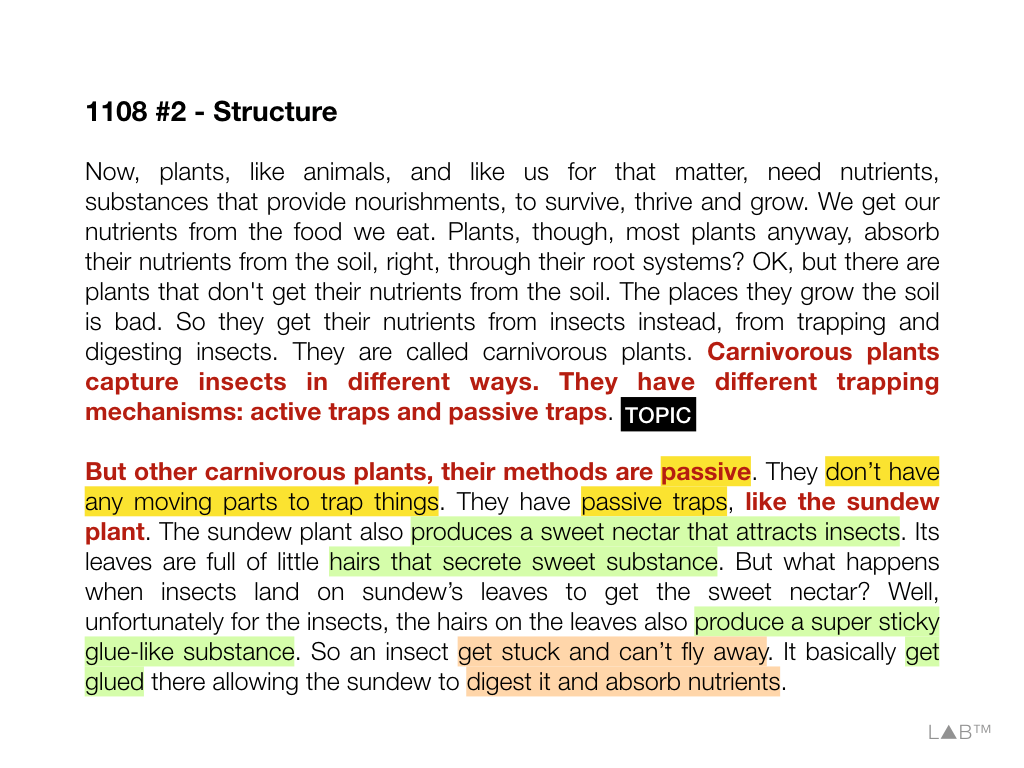 1108 #2 - Structure
Now, plants, like animals, and like us for that matter, need nutrients,
substances that provide nourishments, to survive, thrive and grow. We get our
nutrients from the food we eat. Plants, though, most plants anyway, absorb
their nutrients from the soil, right, through their root systems? OK, but there are
plants that don't get their nutrients from the soil. The places they grow the soil
is bad. So they get their nutrients from insects instead, from trapping and
digesting insects. They are called carnivorous plants. Carnivorous plants
capture insects in different ways. They have different trapping
mechanisms: active traps and passive traps. TOPIC
But other carnivorous plants, their methods are passive. They don’t have
any moving parts to trap things. They have passive traps, like the sundew
plant. The sundew plant also produces a sweet nectar that attracts insects. Its
leaves are full of little hairs that secrete sweet substance. But what happens
when insects land on sundew’s leaves to get the sweet nectar? Well,
unfortunately for the insects, the hairs on the leaves also produce a super sticky
glue-like substance. So an insect get stuck and can’t fly away. It basically get
glued there allowing the sundew to digest it and absorb nutrients.
L▲B™